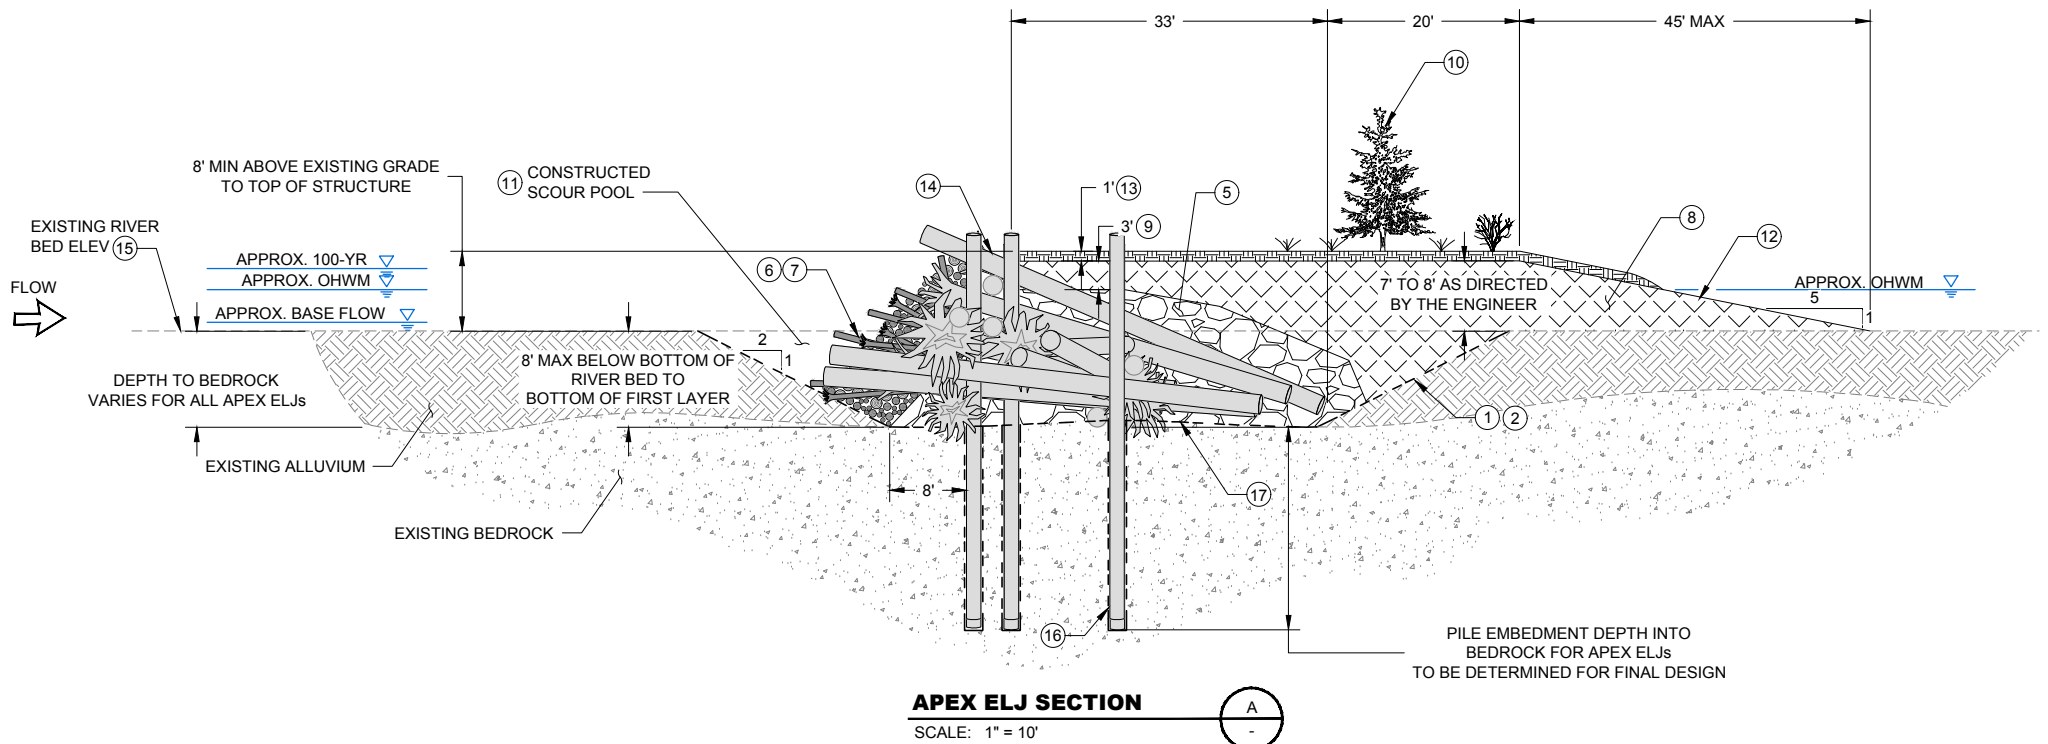 33'
20'
45' MAX
10
8' MIN ABOVE EXISTING GRADE
TO TOP OF STRUCTURE
11 CONSTRUCTED
SCOUR POOL
14
1' 13
5
3' 9
8
12
EXISTING RIVER
BED ELEV 15
APPROX. 100-YR
APPROX. OHWM
APPROX. BASE FLOW
FLOW
6 7
7' TO 8' AS DIRECTED
BY THE ENGINEER
APPROX. OHWM
5
1
2
1
8' MAX BELOW BOTTOM OF
RIVER BED TO
BOTTOM OF FIRST LAYER
DEPTH TO BEDROCK
VARIES FOR ALL APEX ELJs
1 2
EXISTING ALLUVIUM
8'
17
EXISTING BEDROCK
16
PILE EMBEDMENT DEPTH INTO
BEDROCK FOR APEX ELJs
TO BE DETERMINED FOR FINAL DESIGN
APEX ELJ SECTION
A
-
SCALE: 1" = 10'